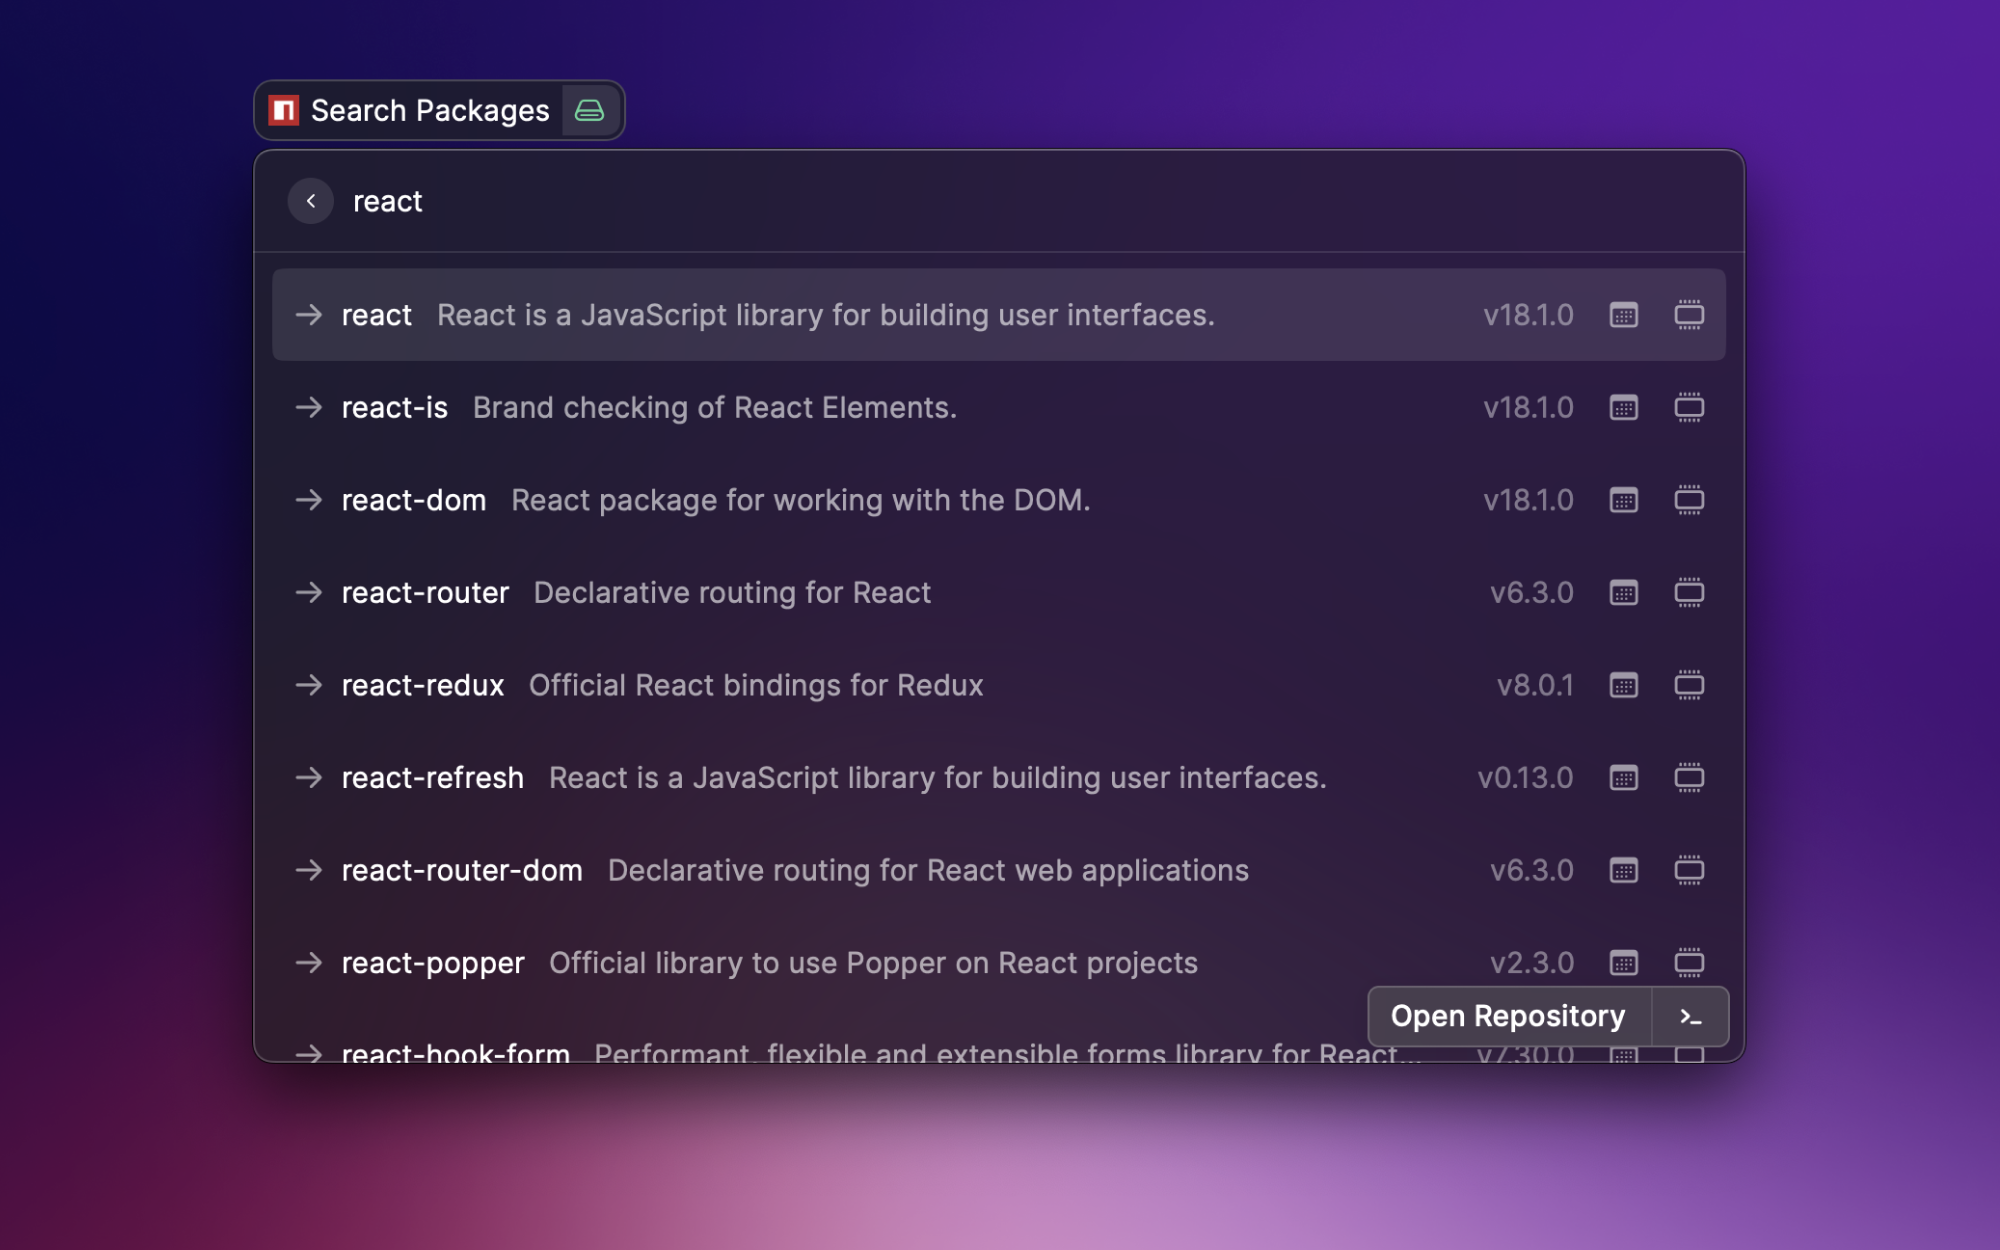 Search Packages
react
react React is a JavaScript library for building user interfaces. v18.1.0
react-is Brand checking of React Elements. v18.1.0
react-dom React package for working with the DOM. v18.1.0
react-router Declarative routing for React v6.3.0
react-redux Official React bindings for Redux v8.0.1
react-refresh React is a JavaScript library for building user interfaces. v0.13.0
react-router-dom Declarative routing for React web applications v6.3.0
react-popper Official library to use Popper on React projects v2.3.0
Open Repository
react-hook-form Performant, flexible and extensible forms library for React... v7.30.0